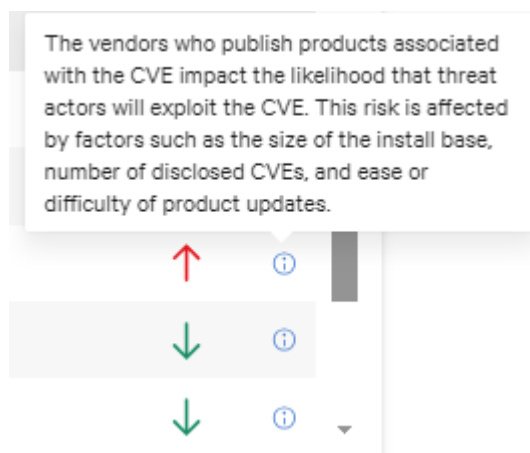 The vendors who publish products associated
with the CVE impact the likelihood that threat
actors will exploit the CVE. This risk is affected
by factors such as the size of the install base,
number of disclosed CVEs, and ease or
difficulty of product updates.